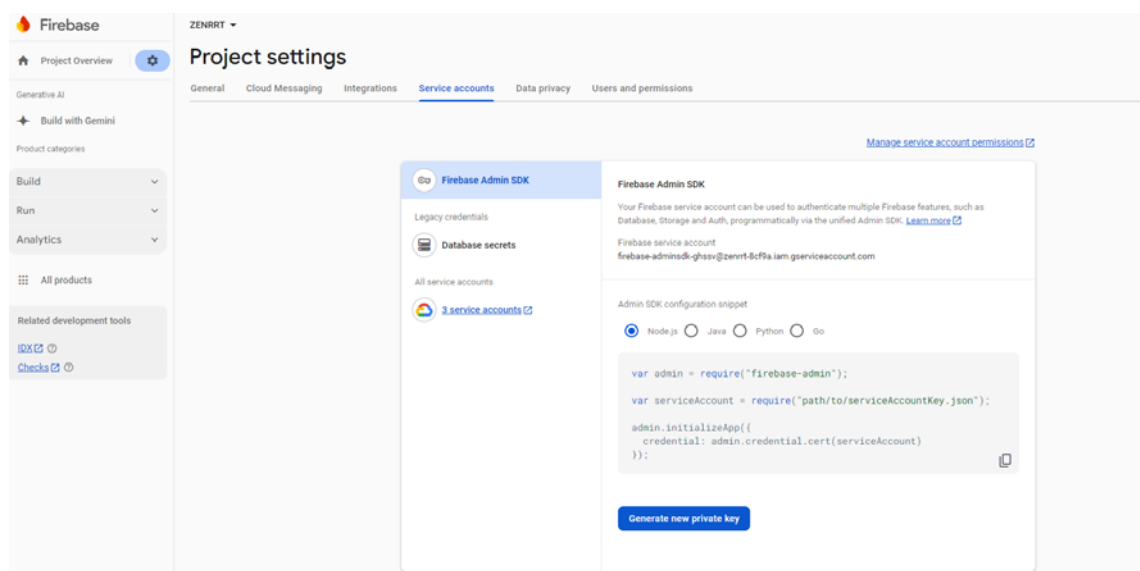 Firebase
Project Overview
Generative AI
Build with Gemini
Product categories
Build
Run
Analytics
All products
Related development tools
IDX
Checks
ZENRRT
Project settings
General Cloud Messaging Integrations Service accounts Data privacy Users and permissions
Manage service account permissions
Firebase Admin SDK
Legacy credentials
Database secrets
All service accounts
3 service accounts
Firebase Admin SDK
Your Firebase service account can be used to authenticate multiple Firebase features, such as
Database, Storage and Auth, programmatically via the unified Admin SDK. Learn more
Firebase service account
firebase-adminsdk-ghssv@zenrrt-8cf9a.iam.gserviceaccount.com
Admin SDK configuration snippet
Node.js Java Python Go
var admin = require("firebase-admin");
var serviceAccount = require("path/to/serviceAccountKey.json");
admin.initializeApp({
credential: admin.credential.cert(serviceAccount)
});
Generate new private key